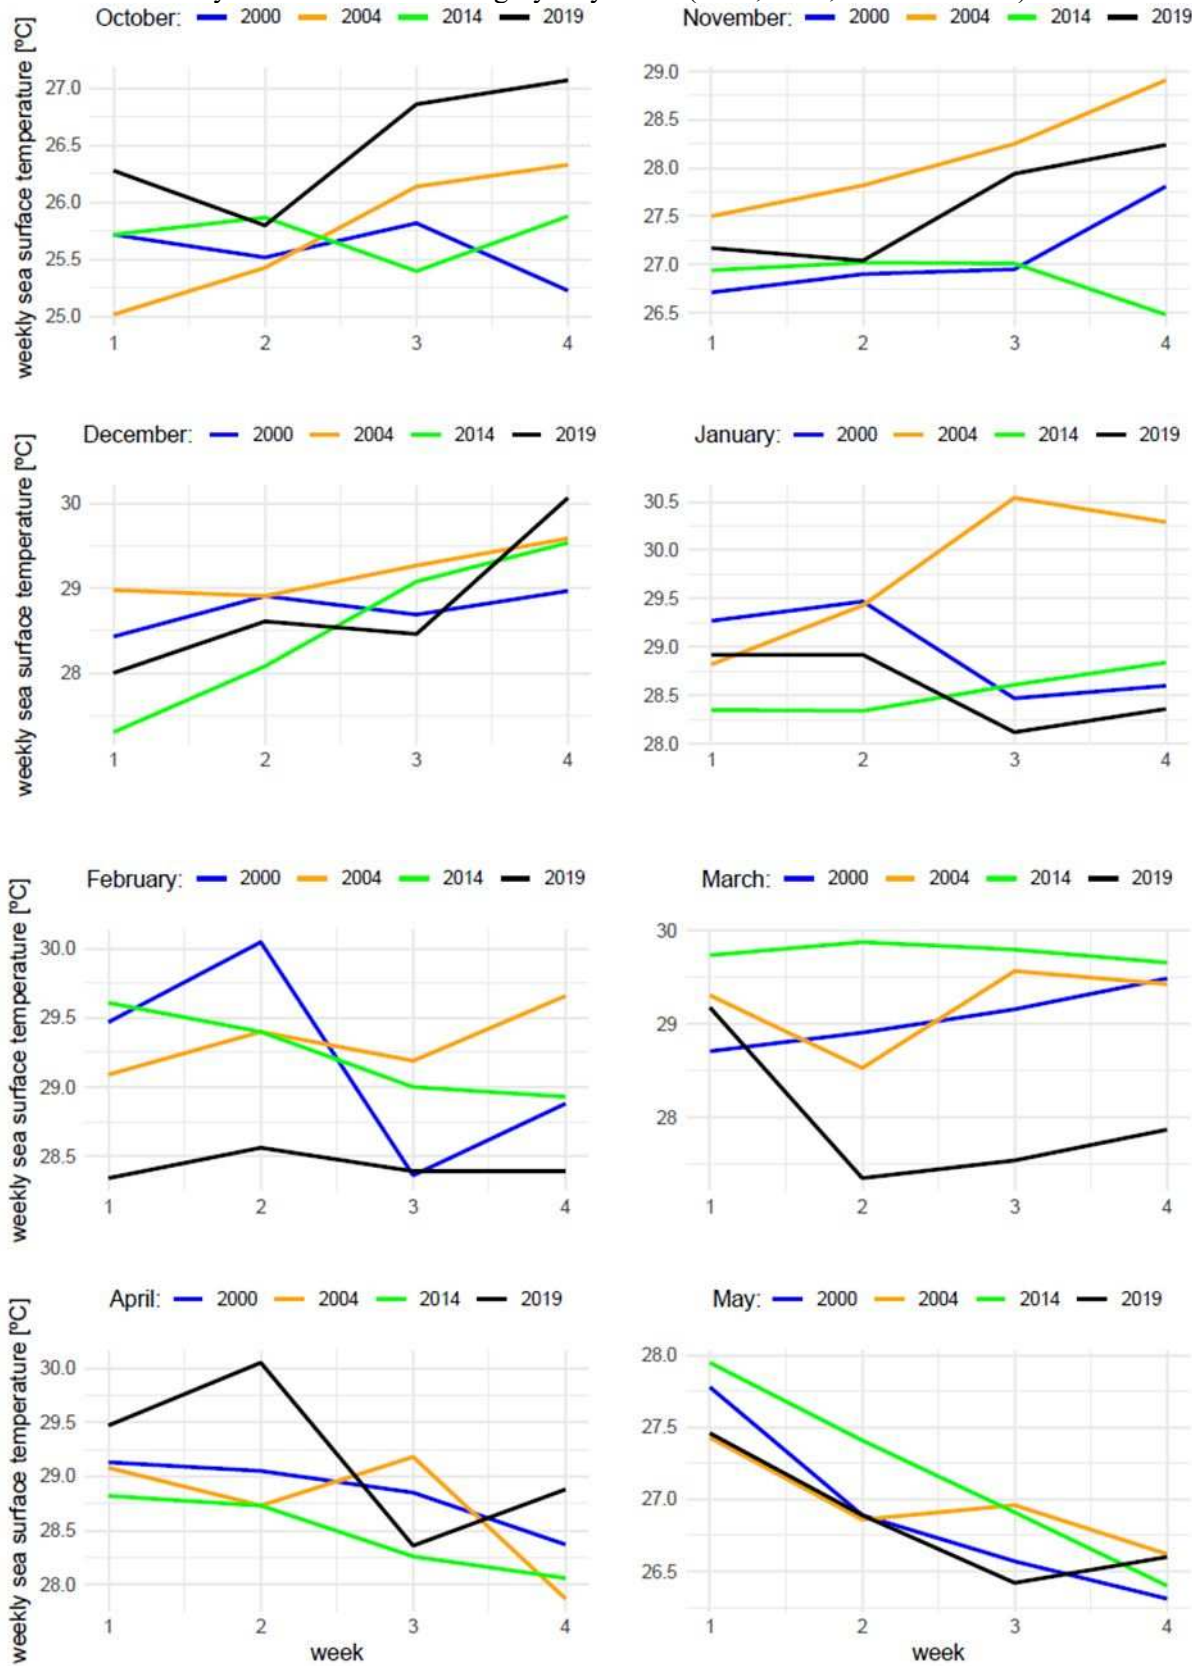 October: 2000 2004 2014 2019
November: 2000 2004 2014 2019
weekly sea surface temperature [ºC]
27.0
26.5
26.0
25.5
25.0
1 2 3 4
29.0
28.5
28.0
27.5
27.0
26.5
1 2 3 4
December: 2000 2004 2014 2019
January: 2000 2004 2014 2019
weekly sea surface temperature [ºC]
30
29
28
1 2 3 4
30.5
30.0
29.5
29.0
28.5
28.0
1 2 3 4
February: 2000 2004 2014 2019
March: 2000 2004 2014 2019
weekly sea surface temperature [ºC]
30.0
29.5
29.0
28.5
1 2 3 4
30
29
28
1 2 3 4
April: 2000 2004 2014 2019
May: 2000 2004 2014 2019
weekly sea surface temperature [ºC]
30.0
29.5
29.0
28.5
28.0
1 2 3 4
week
28.0
27.5
27.0
26.5
1 2 3 4
week